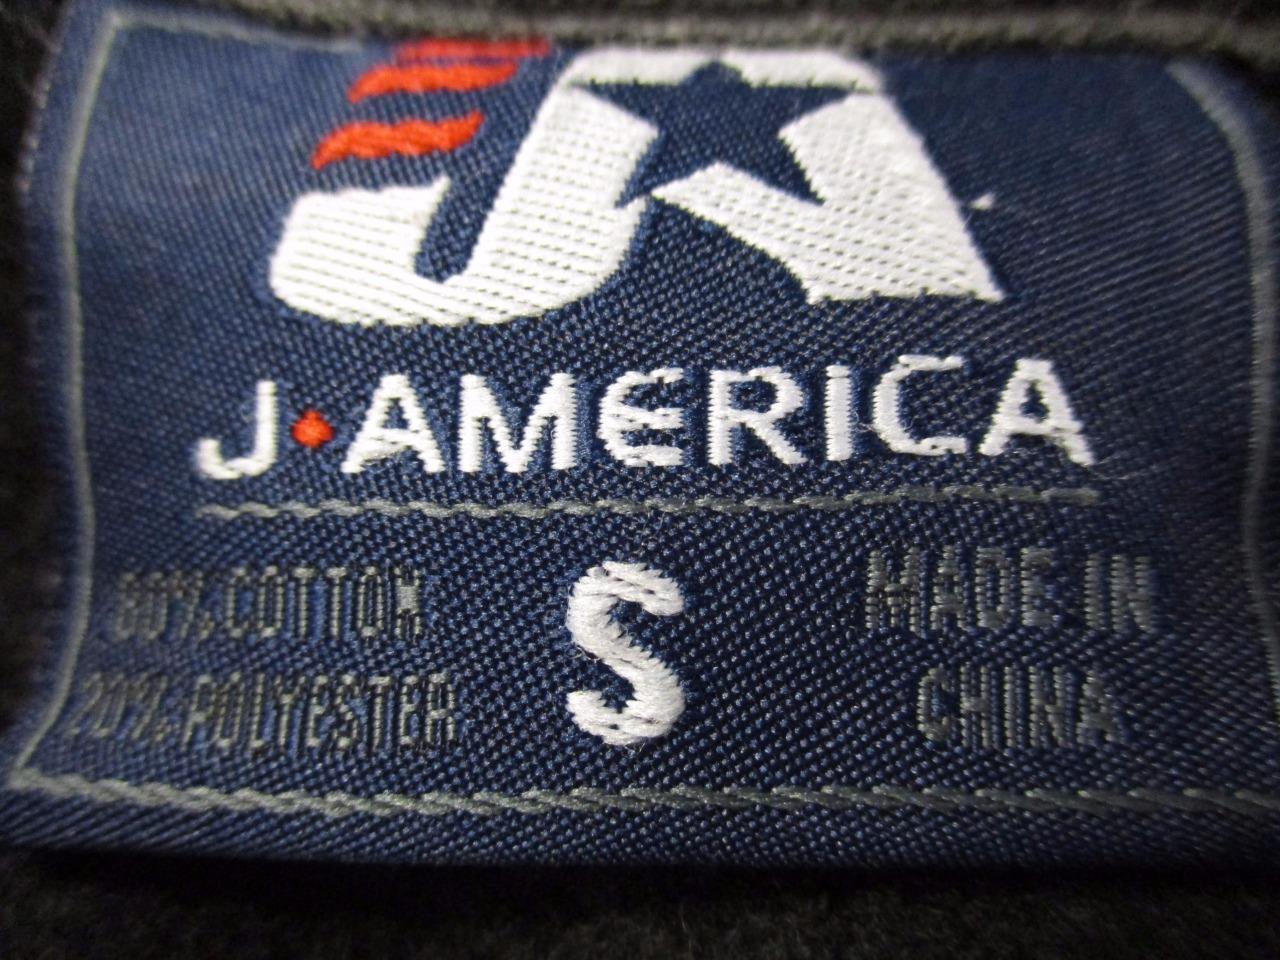 JA
J·AMERICA
80% COTTON
20% POLYESTER
S
MADE IN
CHINA